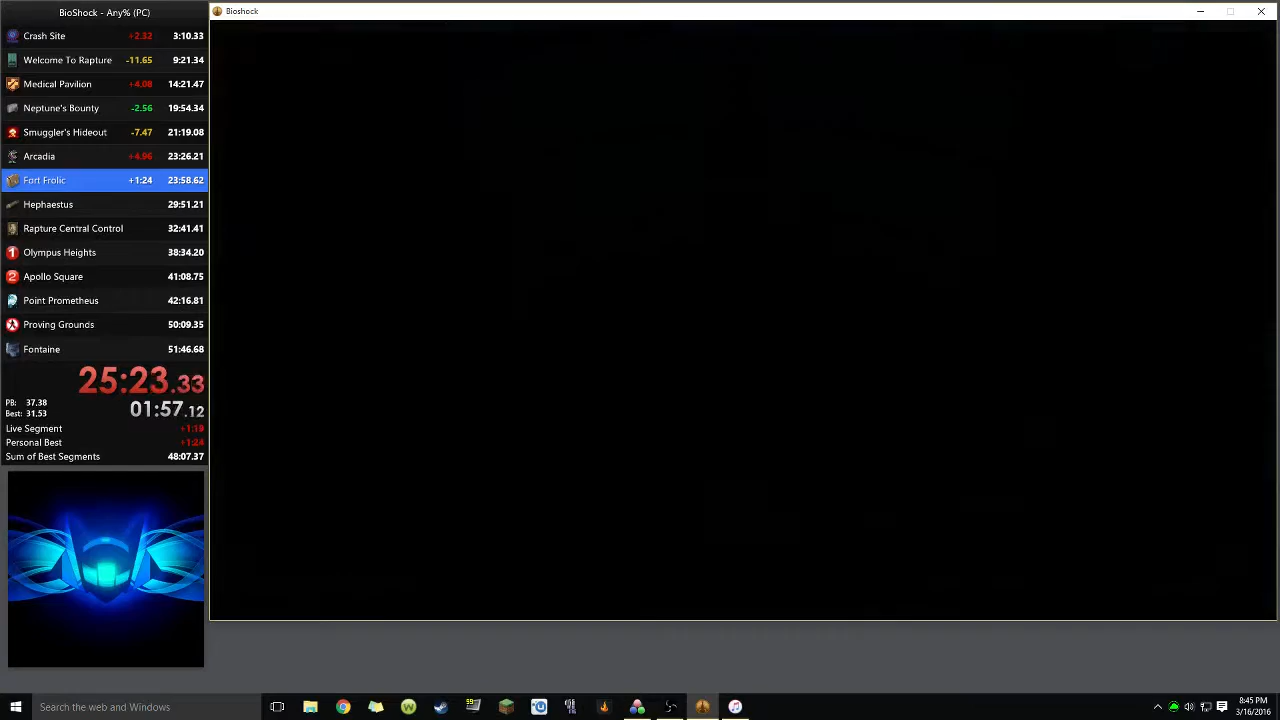 BioShock - Any% (PC)
Bioshock
Crash Site +2.32 3:10.33
Welcome To Rapture -11.65 9:21.34
Medical Pavilion +4.08 14:21.47
Neptune's Bounty -2.56 19:54.34
Smuggler's Hideout -7.47 21:19.08
Arcadia +4.96 23:26.21
Fort Frolic +1:24 23:58.62
Hephaestus 29:51.21
Rapture Central Control 32:41.41
1 Olympus Heights 38:34.20
2 Apollo Square 41:08.75
Point Prometheus 42:16.81
Proving Grounds 50:09.35
Fontaine 51:46.68
25:23.33
PB: 37.38
Best: 31.53
01:57.12
Live Segment +1:19
Personal Best +1:24
Sum of Best Segments 48:07.37
Search the web and Windows
8:45 PM
3/16/2016